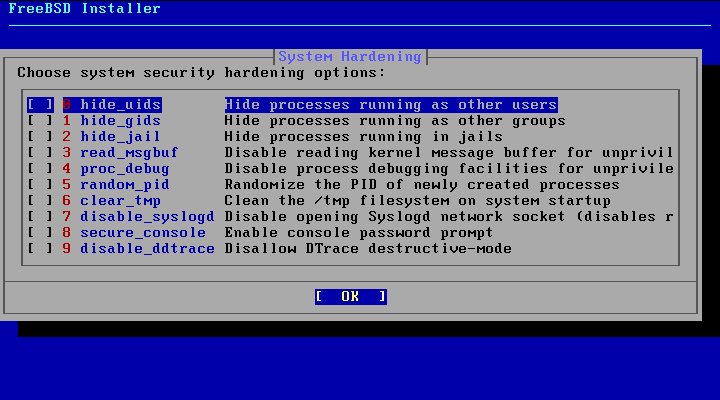 FreeBSD Installer
System Hardening
Choose system security hardening options:
[ ] 0 hide_uids Hide processes running as other users
[ ] 1 hide_gids Hide processes running as other groups
[ ] 2 hide_jail Hide processes running in jails
[ ] 3 read_msgbuf Disable reading kernel message buffer for unprivil
[ ] 4 proc_debug Disable process debugging facilities for unprivile
[ ] 5 random_pid Randomize the PID of newly created processes
[ ] 6 clear_tmp Clean the /tmp filesystem on system startup
[ ] 7 disable_syslogd Disable opening Syslogd network socket (disables r
[ ] 8 secure_console Enable console password prompt
[ ] 9 disable_ddtrace Disallow DTrace destructive-mode
[ OK ]